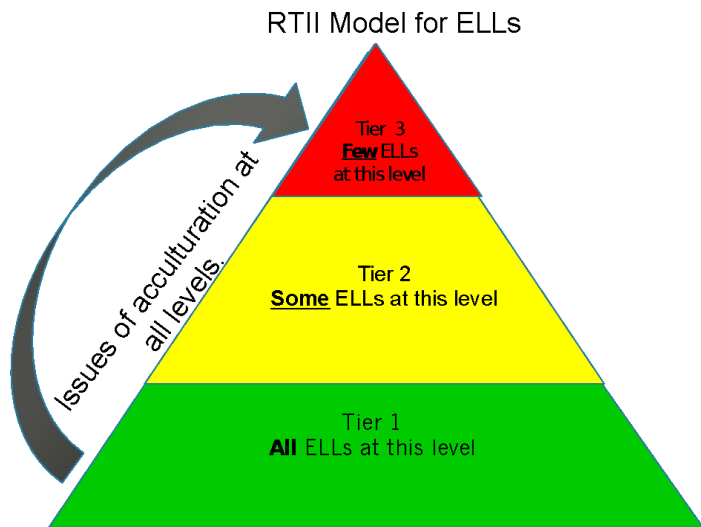 RTII Model for ELLs
Tier 3
Few ELLs
at this level
Issues of acculturation at
all levels.
Tier 2
Some ELLs at this level
Tier 1
All ELLs at this level